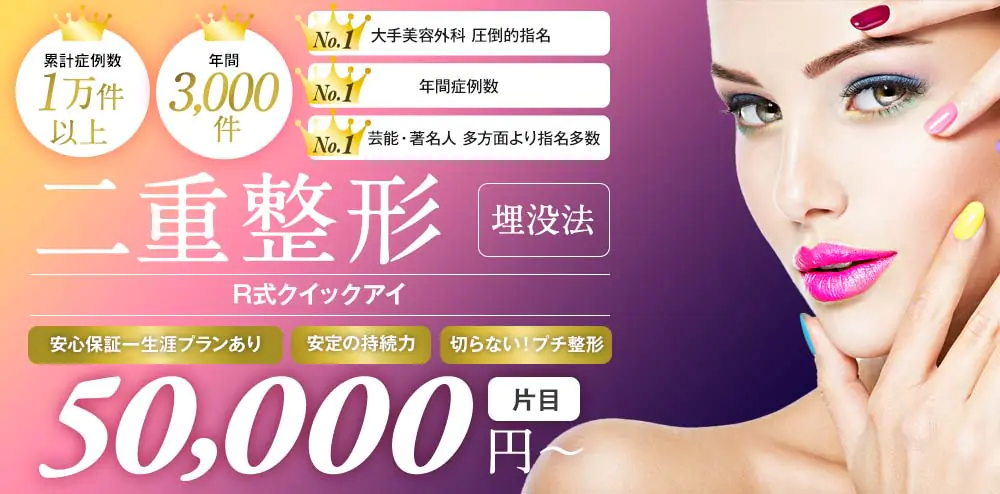 累計症例数
1万件
以上
年間
3,000
件
No.1 大手美容外科 圧倒的指名
No.1 年間症例数
No.1 芸能・著名人 多方面より指名多数
二重整形
埋没法
R式クイックアイ
安心保証一生涯プランあり
安定の持続力
切らない!プチ整形
50,000
片目
円〜